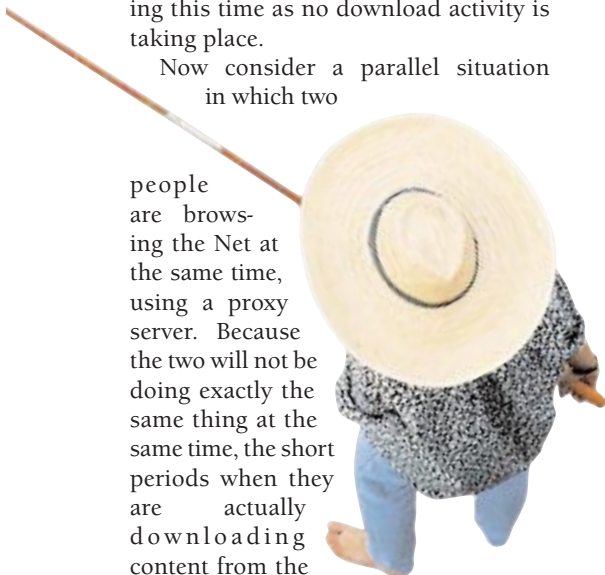 ing this time as no download activity is
taking place.
Now consider a parallel situation
in which two
people
are brows-
ing the Net at
the same time,
using a proxy
server. Because
the two will not be
doing exactly the
same thing at the
same time, the short
periods when they
are actually
downloading
content from the